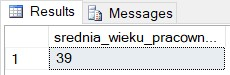 Results Messages
srednia_wieku_pracown...
1 39